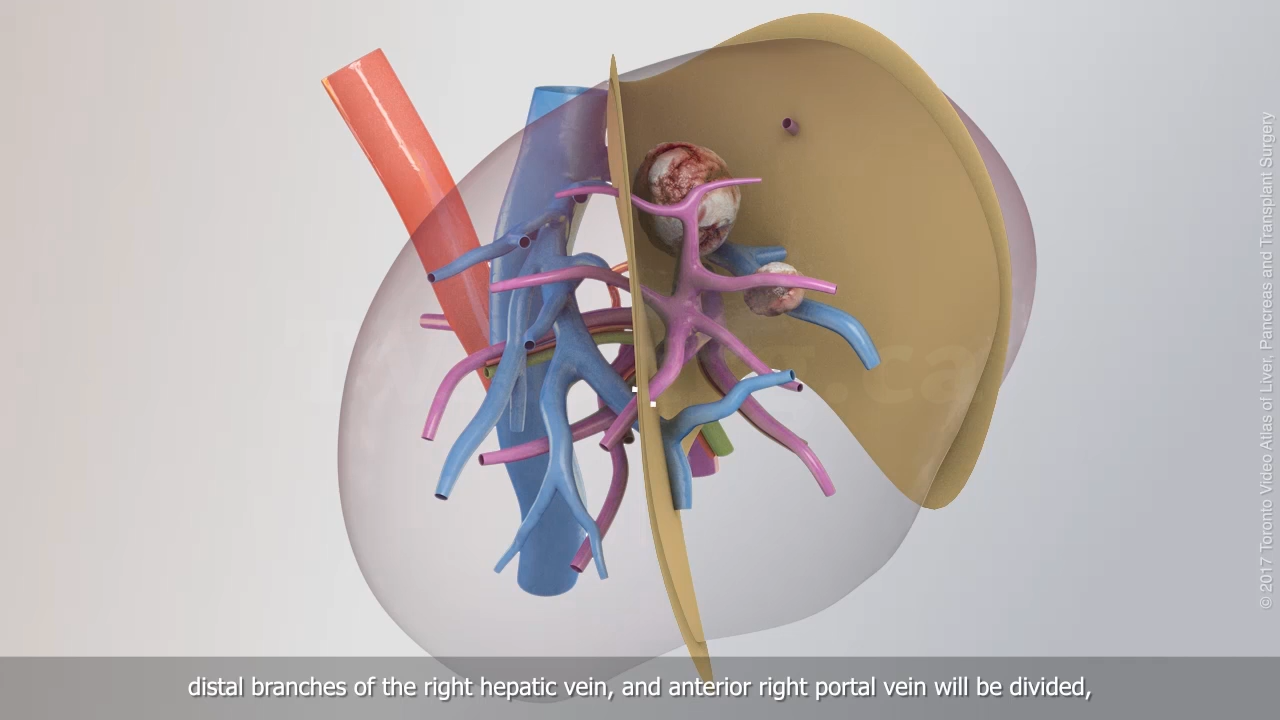 distal branches of the right hepatic vein, and anterior right portal vein will be divided,
© 2017 Toronto Video Atlas of Liver, Pancreas and Transplant Surgery